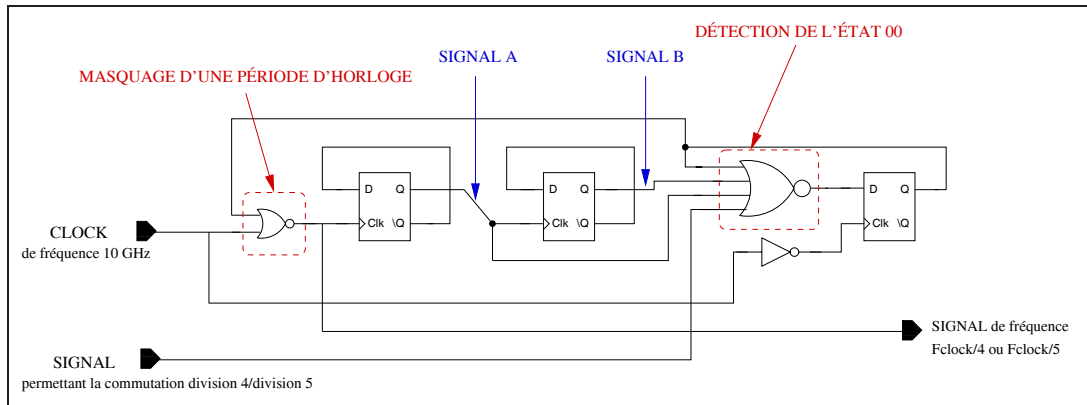 DÉTECTION DE L'ÉTAT 00
SIGNAL A
SIGNAL B
MASQUAGE D'UNE PÉRIODE D'HORLOGE
D
Q
Clk
\Q
D
Q
Clk
\Q
D
Q
Clk
\Q
CLOCK
de fréquence 10 GHz
SIGNAL de fréquence
Fclock/4 ou Fclock/5
SIGNAL
permettant la commutation division 4/division 5